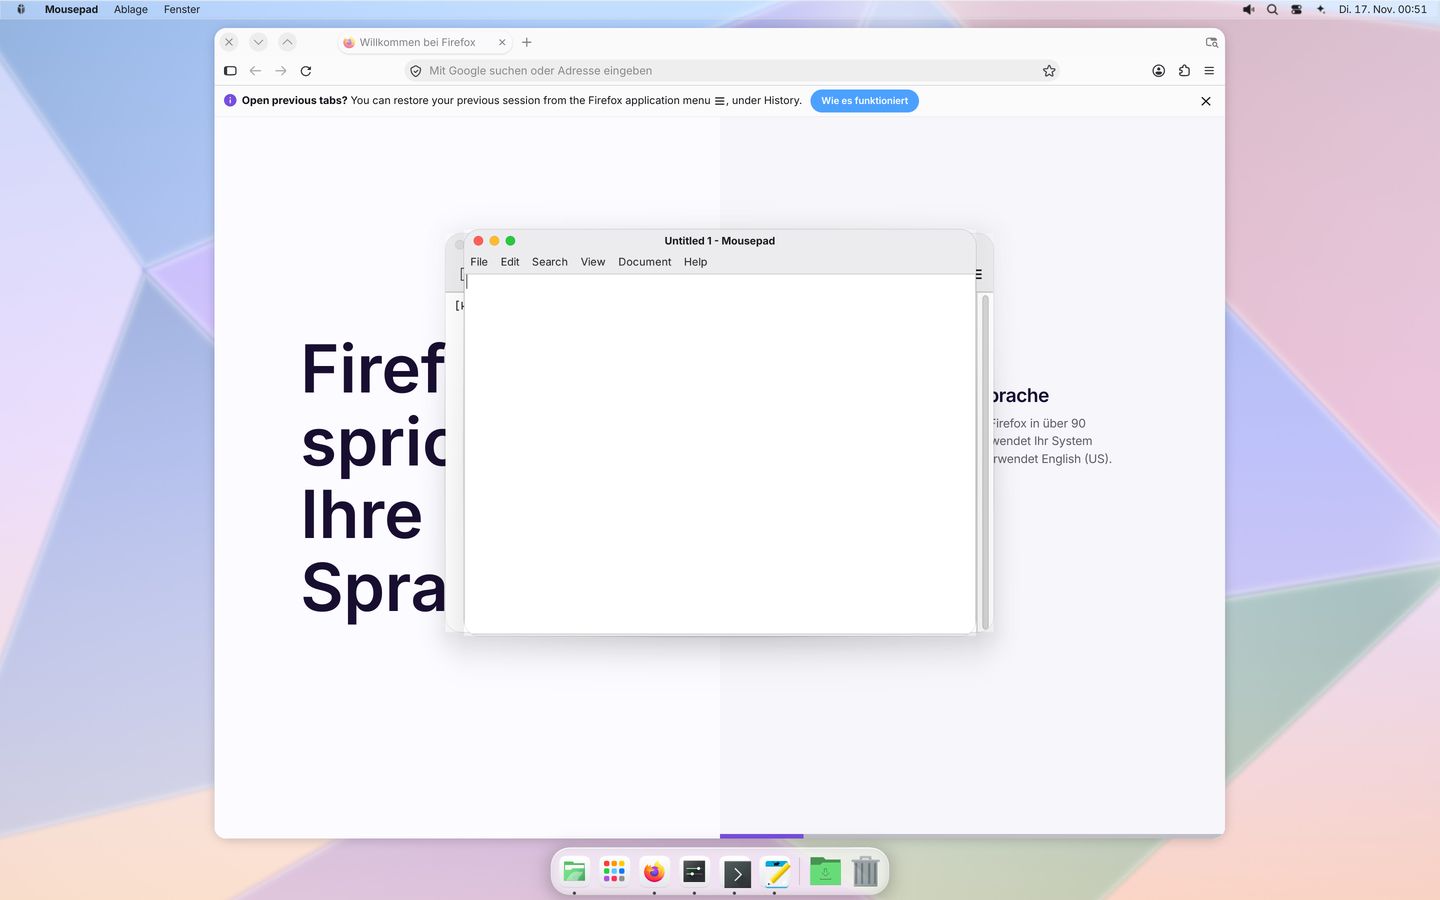 Mousepad Ablage Fenster
Di. 17. Nov. 00:51
Willkommen bei Firefox
Mit Google suchen oder Adresse eingeben
Open previous tabs? You can restore your previous session from the Firefox application menu ☰, under History.
Wie es funktioniert
Untitled 1 - Mousepad
File Edit Search View Document Help
Firef
Ihre
Spra
Firefox in über 90
wendet Ihr System
rwendet English (US).